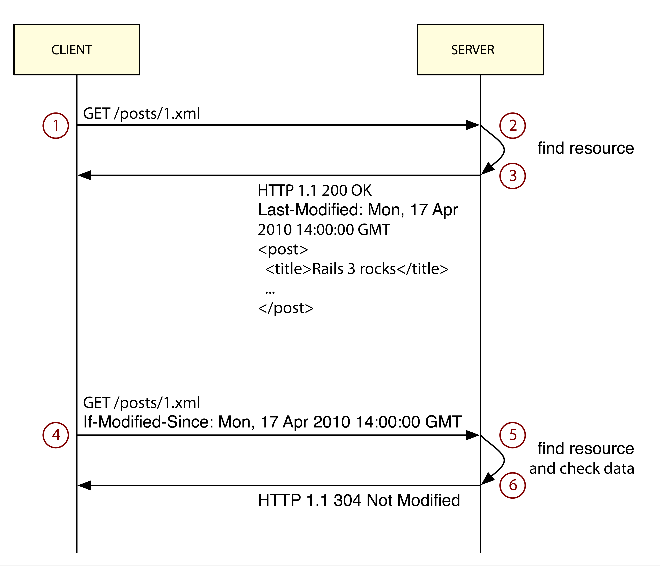 CLIENT
SERVER
GET /posts/1.xml
1
2
find resource
3
HTTP 1.1 200 OK
Last-Modified: Mon, 17 Apr
2010 14:00:00 GMT
<post>
<title>Rails 3 rocks</title>
...
</post>
GET /posts/1.xml
If-Modified-Since: Mon, 17 Apr 2010 14:00:00 GMT
4
5
find resource
and check data
6
HTTP 1.1 304 Not Modified